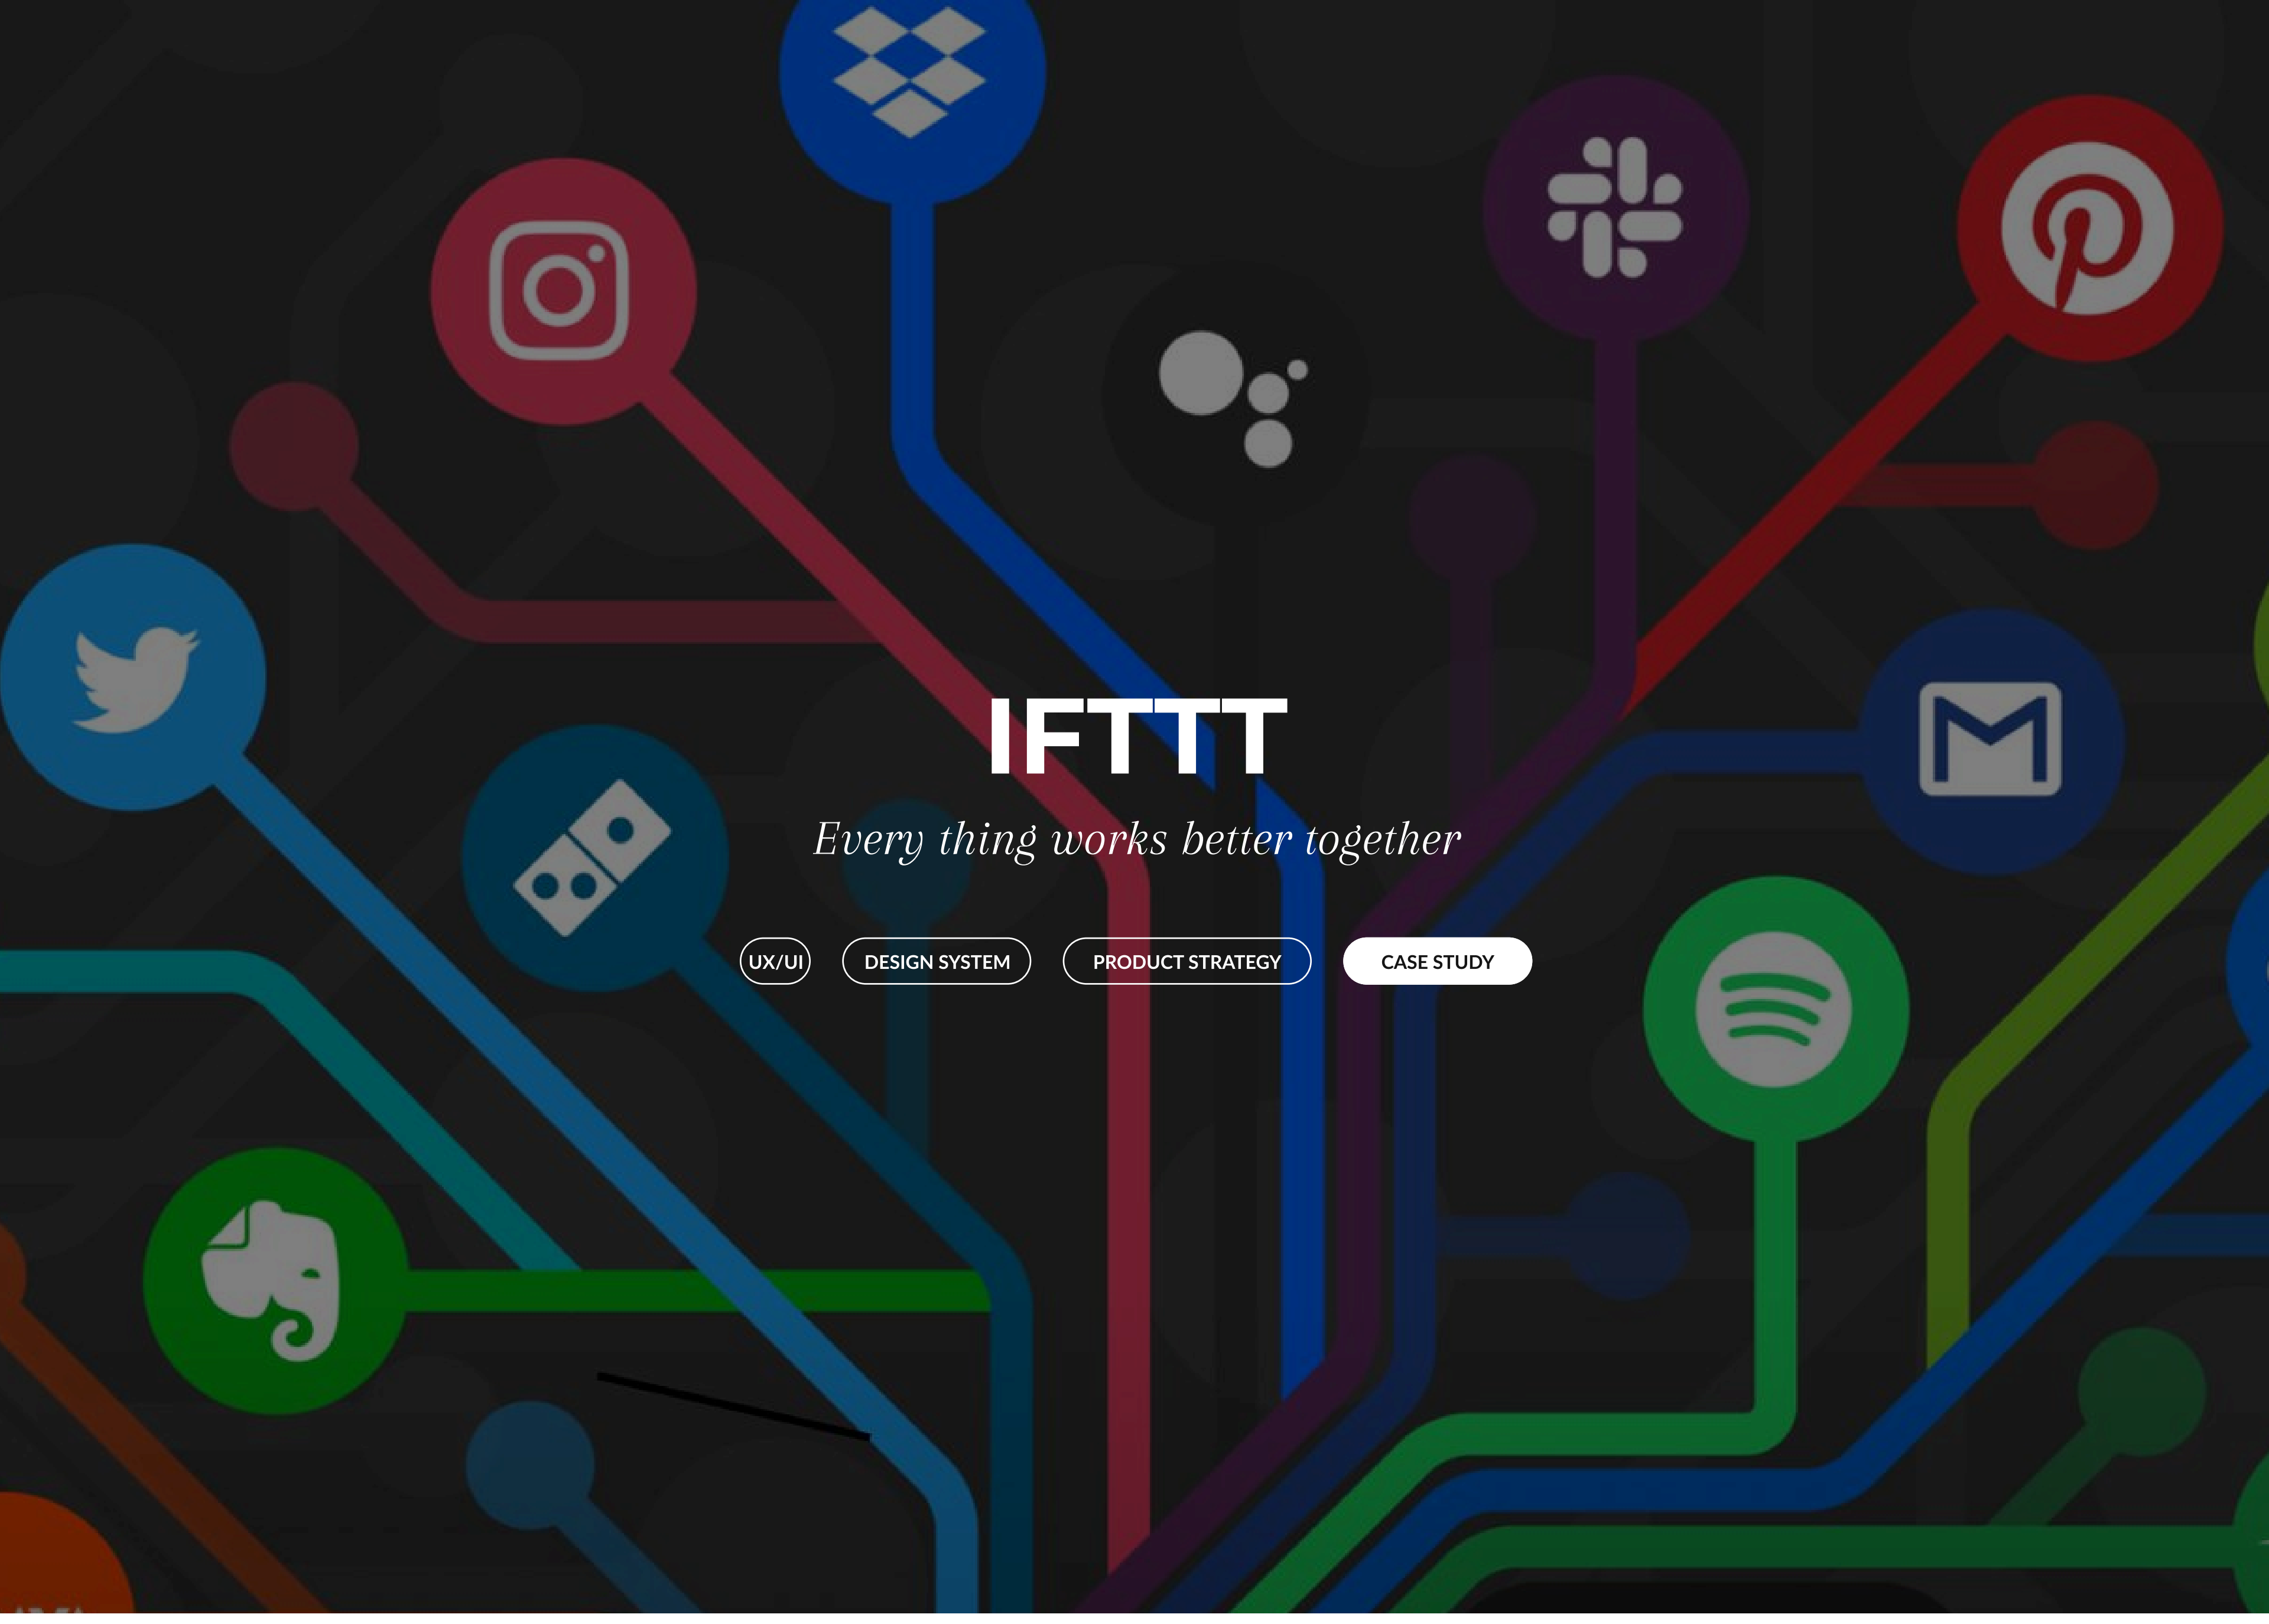 IFTTT
Every thing works better together
UX/UI DESIGN SYSTEM PRODUCT STRATEGY CASE STUDY